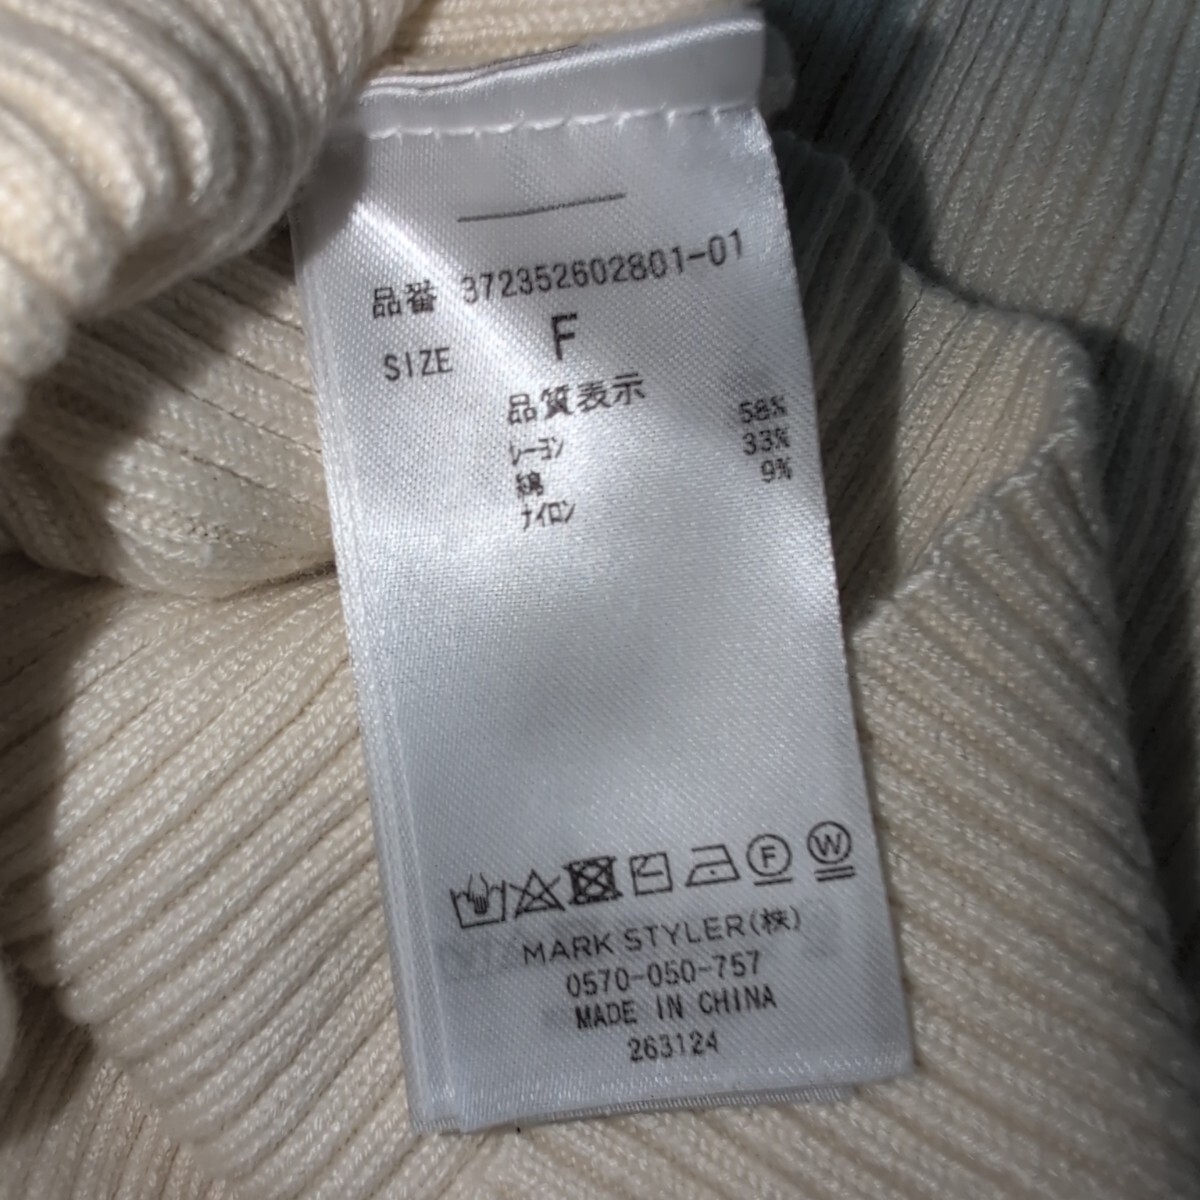 品番 372352602801-01
SIZE F
品質表示
レーヨン 58%
綿 33%
ナイロン 9%
F W
MARK STYLER(株)
0570-050-757
MADE IN CHINA
263124